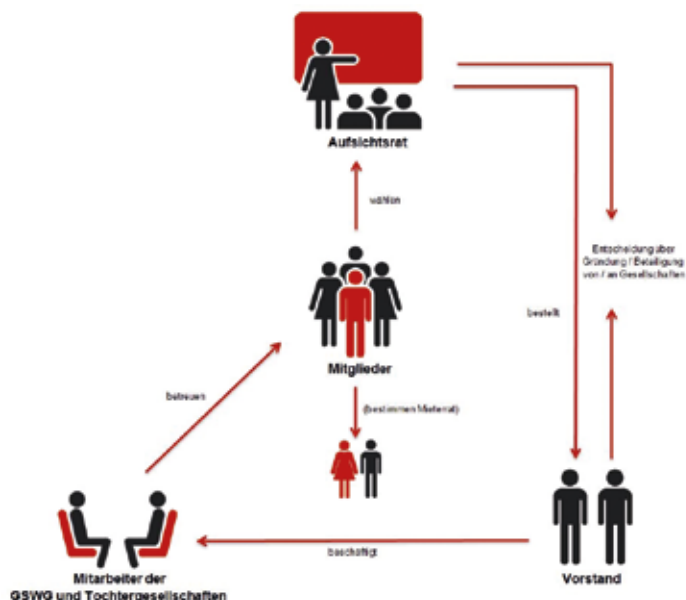 Aufsichtsrat
wählen
Entscheidung über
Gründung / Beteiligung
von / an Gesellschaften
bestellt
Mitglieder
betreuen
(bestimmen Mieterrat)
beschäftigt
Mitarbeiter der
GSWG und Tochtergesellschaften
Vorstand